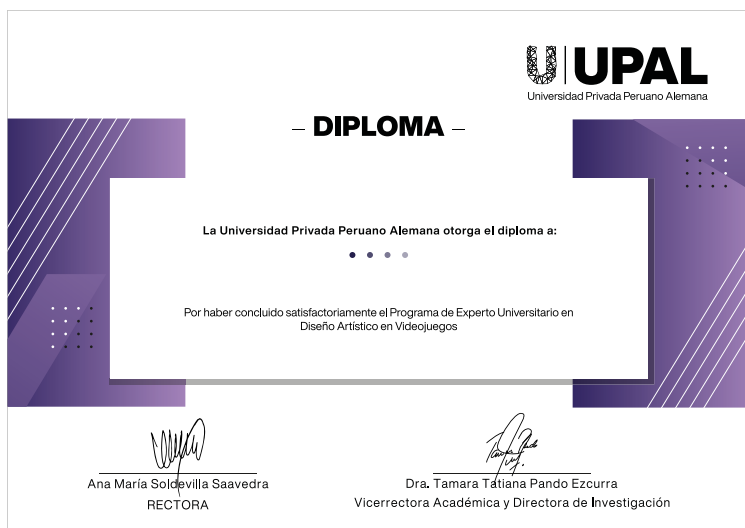 UPAL
Universidad Privada Peruano Alemana
– DIPLOMA –
La Universidad Privada Peruano Alemana otorga el diploma a:
Por haber concluido satisfactoriamente el Programa de Experto Universitario en
Diseño Artístico en Videojuegos
Ana María Soldevilla Saavedra
RECTORA
Dra. Tamara Tatiana Pando Ezcurra
Vicerrectora Académica y Directora de Investigación